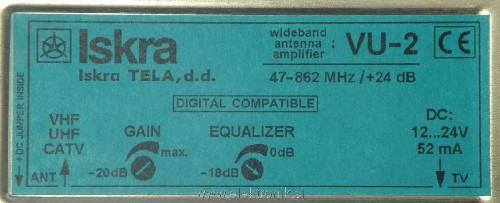 Iskra
Iskra TELA, d.d.
wideband
antenna :
amplifier
VU-2
CE
47-862 MHz /+24 dB
DIGITAL COMPATIBLE
+DC JUMPER INSIDE
VHF
UHF
CATV
ANT
GAIN
max.
-20dB
EQUALIZER
0dB
-18dB
DC:
12...24V
52 mA
TV